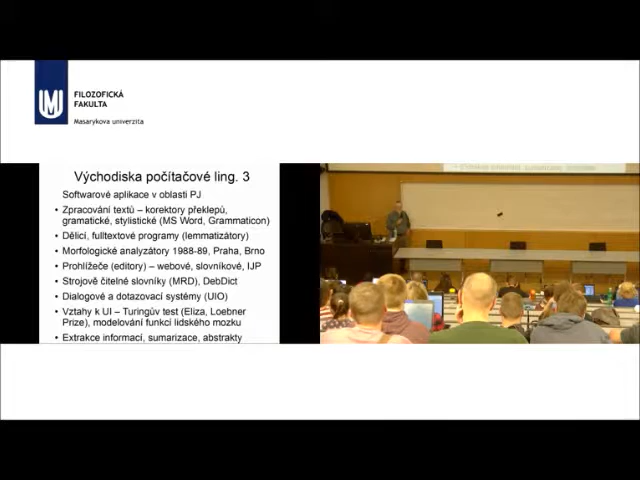 FILOZOFICKÁ
FAKULTA
Masarykova univerzita
Východiska počítačové ling. 3
Softwarové aplikace v oblasti PJ
• Zpracování textů – korektory překlepů,
gramatické, stylistické (MS Word, Grammaticon)
• Dělicí, fulltextové programy (lemmatizátory)
• Morfologické analyzátory 1988-89, Praha, Brno
• Prohlížeče (editory) – webové, slovníkové, IJP
• Strojově čitelné slovníky (MRD), DebDict
• Dialogové a dotazovací systémy (UIO)
• Vztahy k UI – Turingův test (Eliza, Loebner
Prize), modelování funkcí lidského mozku
• Extrakce informací, sumarizace, abstrakty